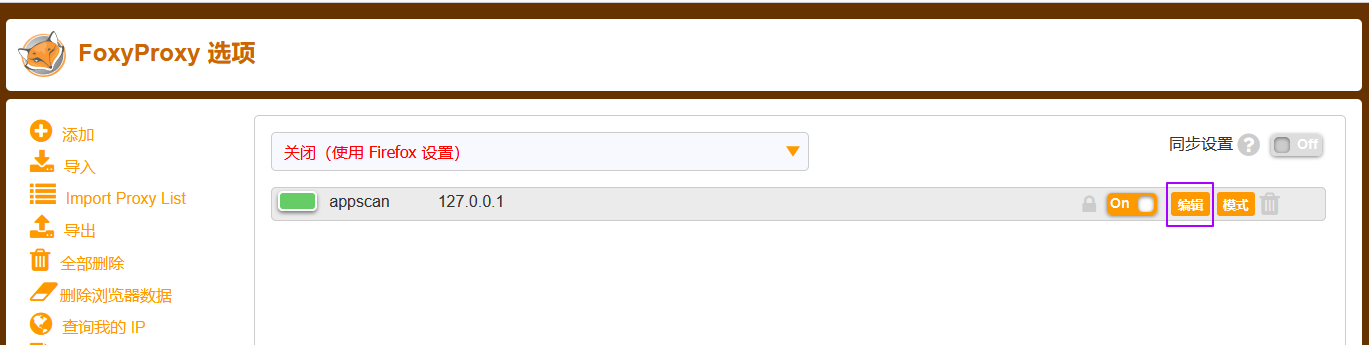 FoxyProxy 选项
添加
导入
Import Proxy List
导出
全部删除
删除浏览器数据
查询我的 IP
关闭（使用 Firefox 设置）
同步设置 ? Off
appscan 127.0.0.1 On 编辑 模式